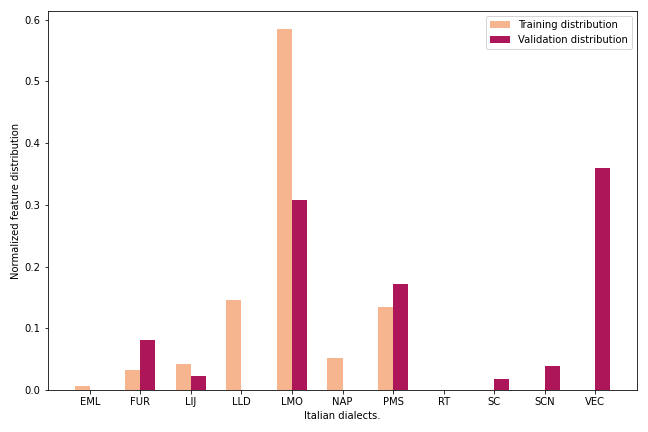 Training distribution
Validation distribution
Normalized feature distribution
0.6
0.5
0.4
0.3
0.2
0.1
0.0
EML FUR LIJ LLD LMO NAP PMS RT SC SCN VEC
Italian dialects.